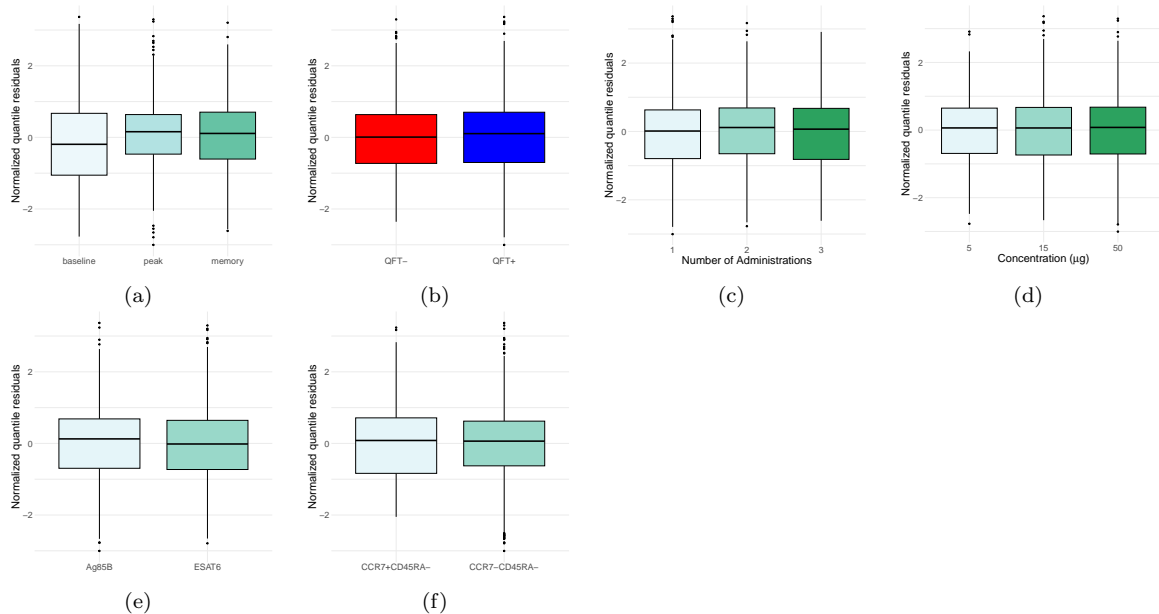 Normalized quantile residuals
2
0
−2
baseline peak memory
(a)
Normalized quantile residuals
2
0
−2
QFT− QFT+
(b)
Normalized quantile residuals
2
0
−2
1 2 3
Number of Administrations
(c)
Normalized quantile residuals
2
0
−2
5 15 50
Concentration (μg)
(d)
Normalized quantile residuals
2
0
−2
Ag85B ESAT6
(e)
Normalized quantile residuals
2
0
−2
CCR7+CD45RA− CCR7−CD45RA−
(f)